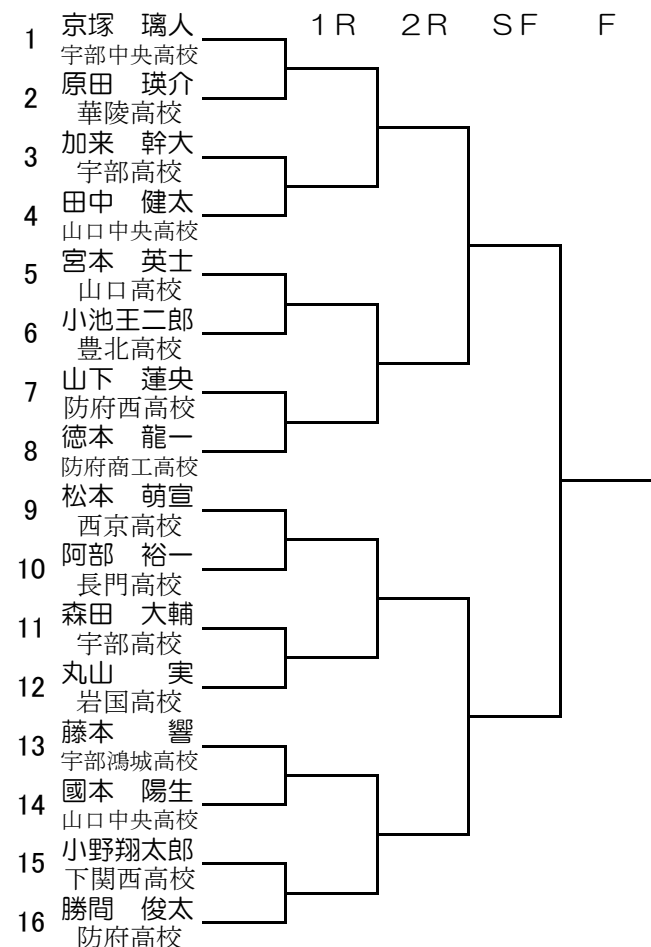 1R 2R SF F
1 京塚 璃人
宇部中央高校
2 原田 瑛介
華陵高校
3 加来 幹大
宇部高校
4 田中 健太
山口中央高校
5 宮本 英士
山口高校
6 小池王二郎
豊北高校
7 山下 蓮央
防府西高校
8 徳本 龍一
防府商工高校
9 松本 萌宣
西京高校
10 阿部 裕一
長門高校
11 森田 大輔
宇部高校
12 丸山 実
岩国高校
13 藤本 響
宇部鴻城高校
14 國本 陽生
山口中央高校
15 小野翔太郎
下関西高校
16 勝間 俊太
防府高校